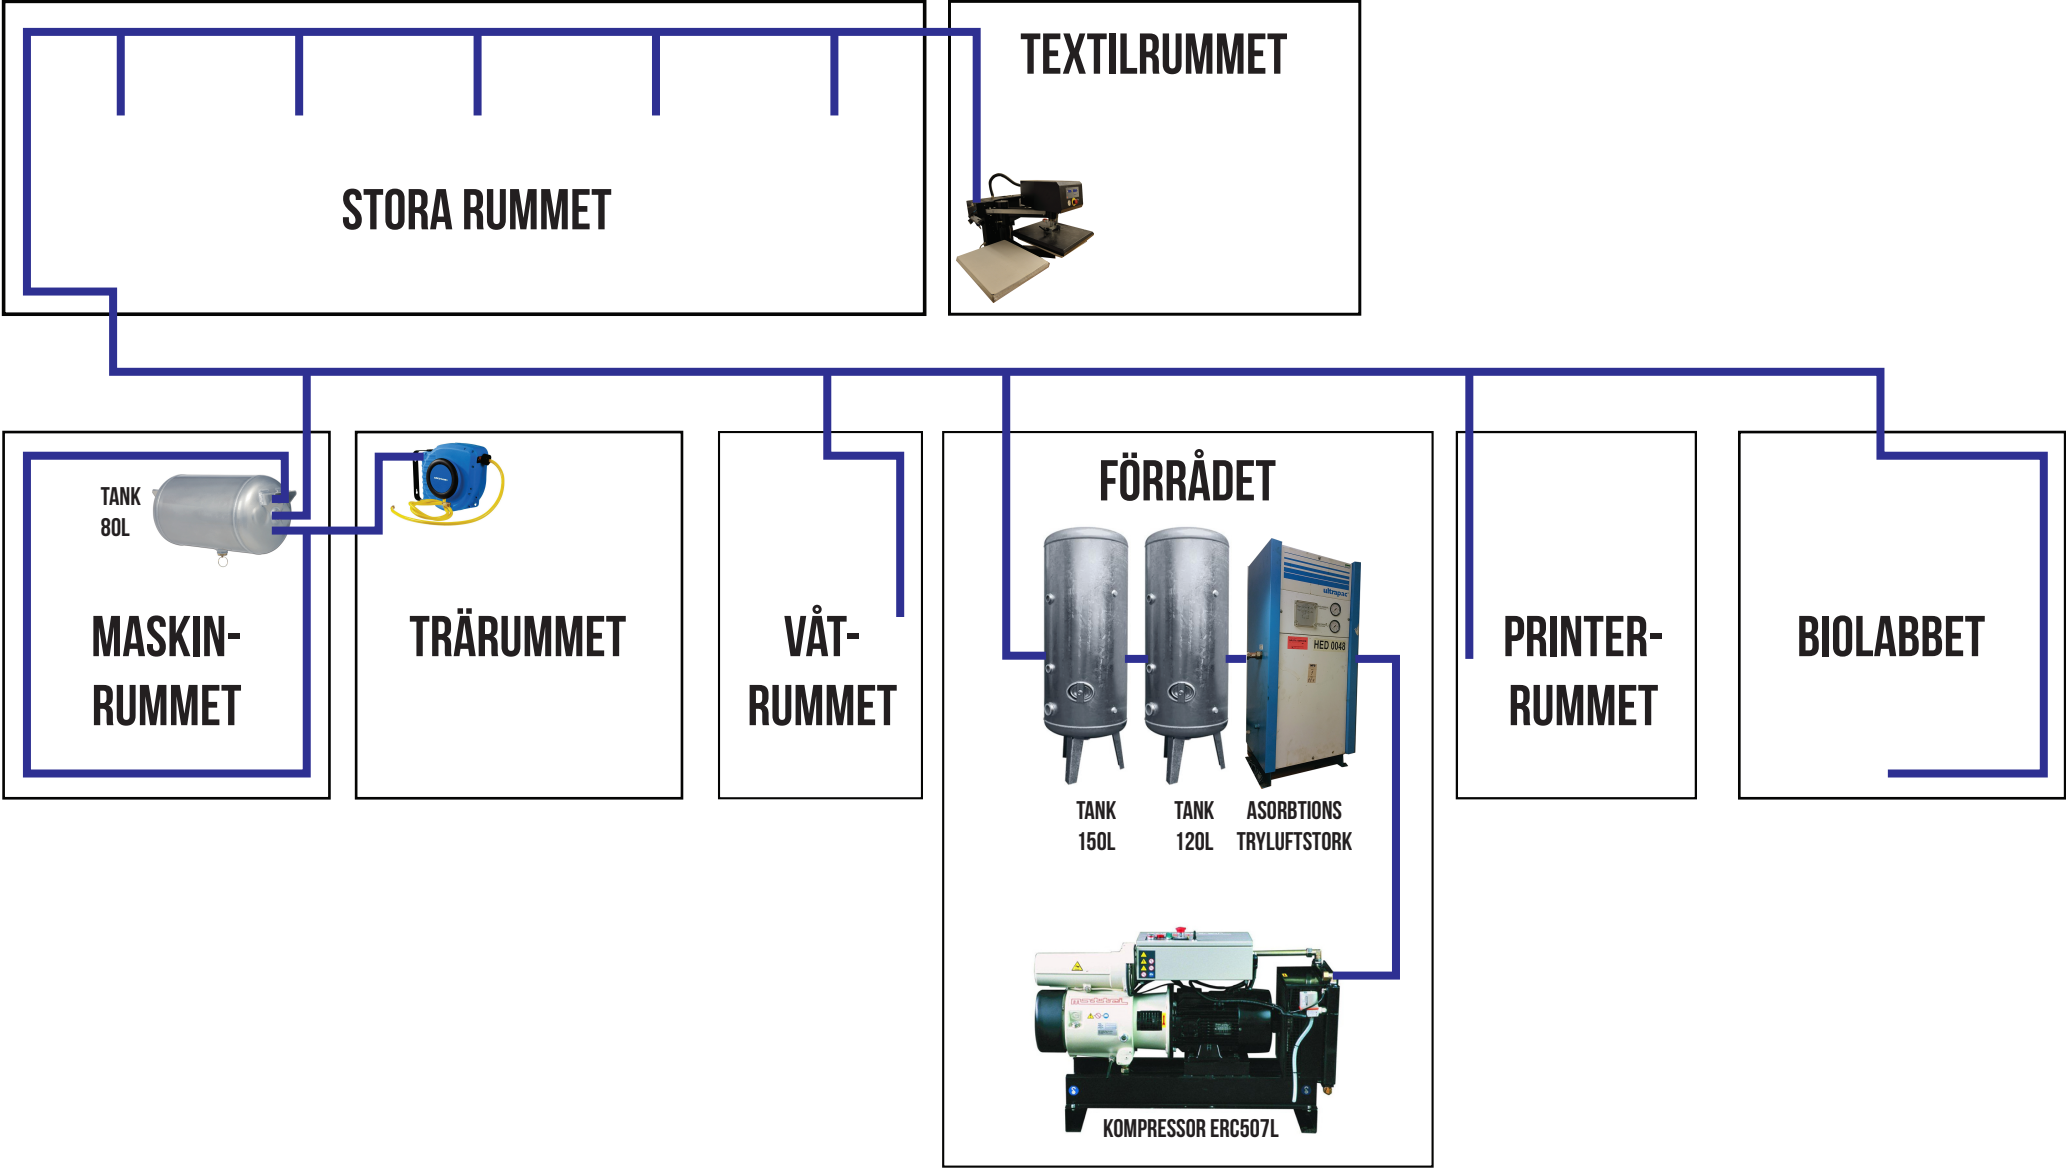 TEXTILRUMMET
STORA RUMMET
TANK
80L
MASKIN-
RUMMET
TRÄRUMMET
VÅT-
RUMMET
FÖRRÅDET
ultrapac
HED 0048
TANK
150L
TANK
120L
ASORBTIONS
TRYLUFTSTORK
KOMPRESSOR ERC507L
PRINTER-
RUMMET
BIOLABBET